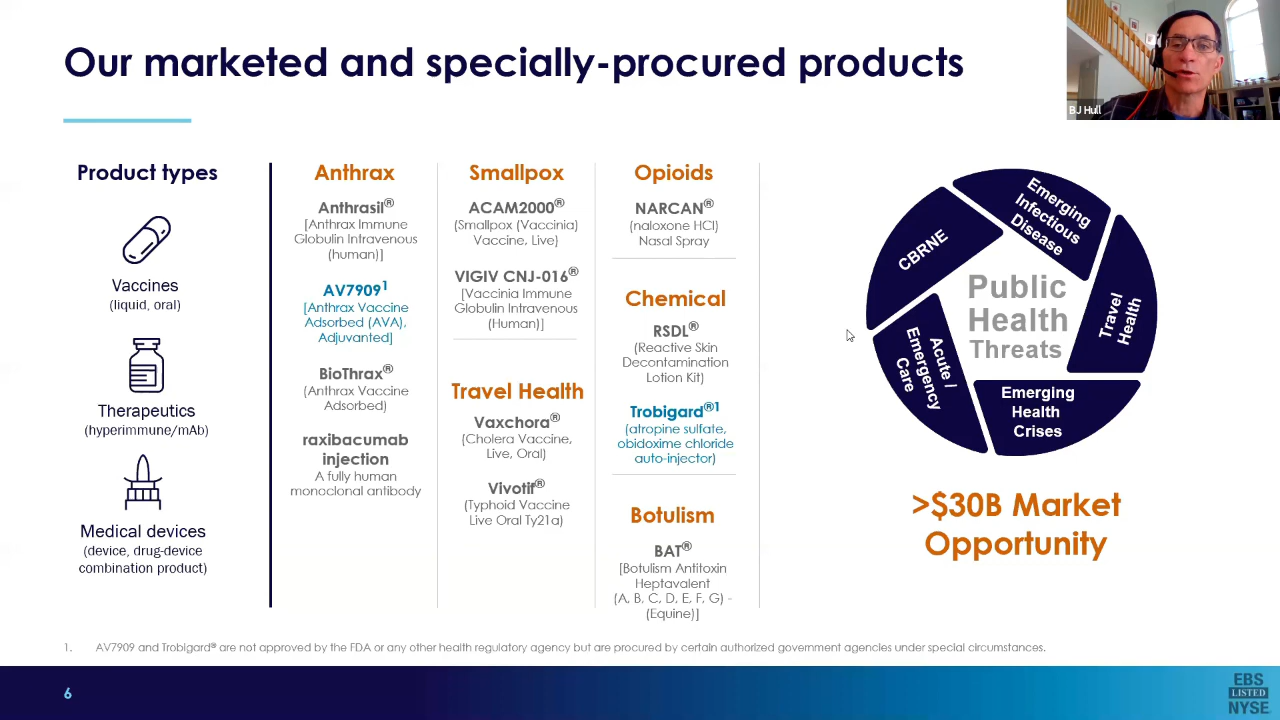 Our marketed and specially-procured products
BJ Hull
Product types
Vaccines
(liquid, oral)
Therapeutics
(hyperimmune/mAb)
Medical devices
(device, drug-device
combination product)
Anthrax
Anthrasil®
[Anthrax Immune
Globulin Intravenous
(human)]
AV7909¹
[Anthrax Vaccine
Adsorbed (AVA),
Adjuvanted]
BioThrax®
(Anthrax Vaccine
Adsorbed)
raxibacumab
injection
A fully human
monoclonal antibody
Smallpox
ACAM2000®
(Smallpox (Vaccinia)
Vaccine, Live)
VIGIV CNJ-016®
[Vaccinia Immune
Globulin Intravenous
(Human)]
Travel Health
Vaxchora®
(Cholera Vaccine,
Live, Oral)
Vivotif®
(Typhoid Vaccine
Live Oral Ty21a)
Opioids
NARCAN®
(naloxone HCl)
Nasal Spray
Chemical
RSDL®
(Reactive Skin
Decontamination
Lotion Kit)
Trobigard®¹
(atropine sulfate,
obidoxime chloride
auto-injector)
Botulism
BAT®
[Botulism Antitoxin
Heptavalent
(A, B, C, D, E, F, G) -
(Equine)]
CBRNE
Emerging
Infectious
Disease
Travel
Health
Emerging
Health
Crises
Acute /
Emergency
Care
Public
Health
Threats
>$30B Market
Opportunity
1. AV7909 and Trobigard® are not approved by the FDA or any other health regulatory agency but are procured by certain authorized government agencies under special circumstances.
6
EBS
LISTED
NYSE